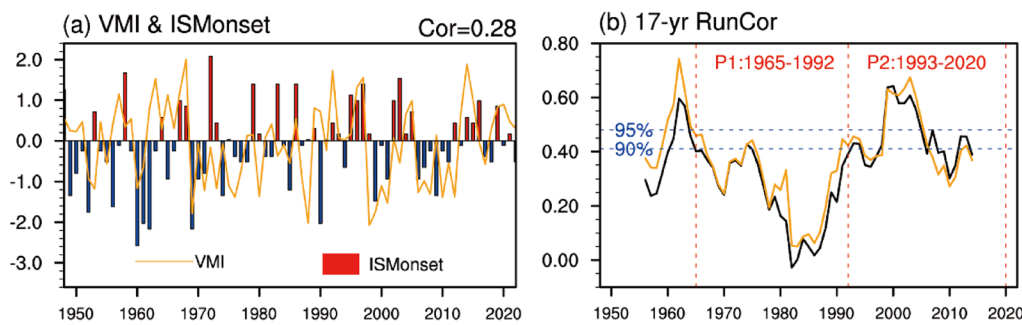 (a) VMI & ISMonset
Cor=0.28
2.0
1.0
0.0
-1.0
-2.0
-3.0
VMI
ISMonset
1950 1960 1970 1980 1990 2000 2010 2020
(b) 17-yr RunCor
0.80
0.60
0.40
0.20
0.00
P1:1965-1992
P2:1993-2020
95%
90%
1950 1960 1970 1980 1990 2000 2010 2020